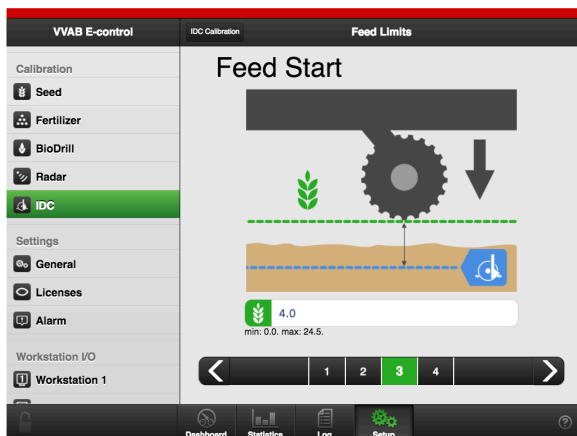 VVAB E-control
IDC Calibration
Feed Limits
Calibration
Seed
Fertilizer
BioDrill
Radar
IDC
Settings
General
Licenses
Alarm
Workstation I/O
1 Workstation 1
Feed Start
4.0
min: 0.0. max: 24.5.
1 2 3 4
Dashboard Statistics Log Setup
?